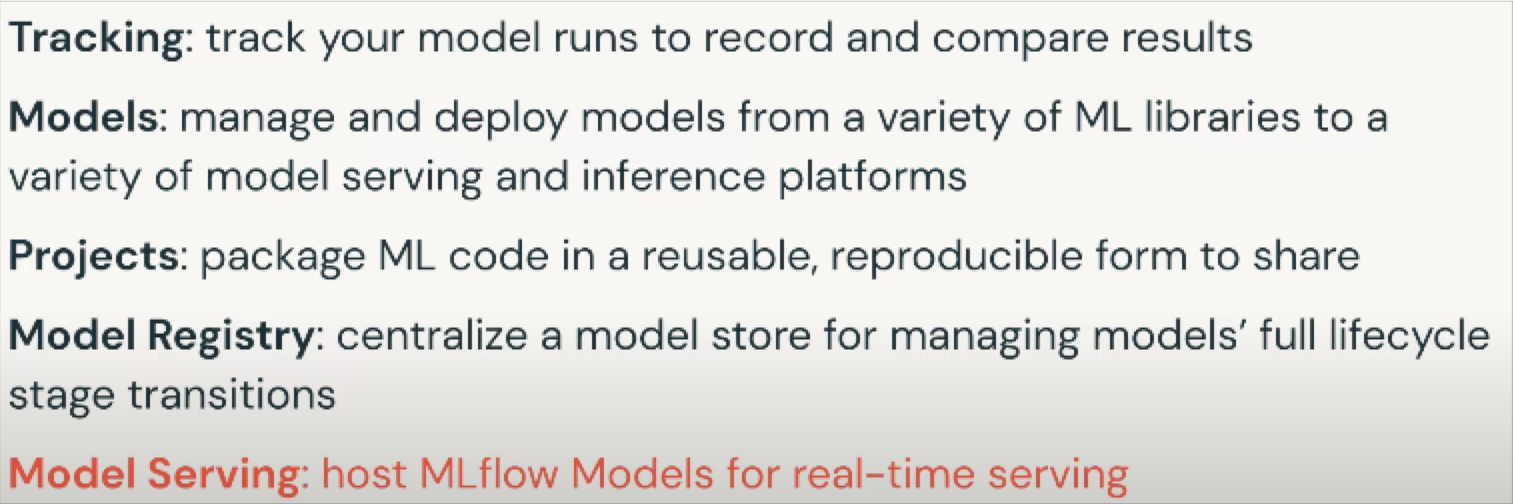 Tracking: track your model runs to record and compare results
Models: manage and deploy models from a variety of ML libraries to a
variety of model serving and inference platforms
Projects: package ML code in a reusable, reproducible form to share
Model Registry: centralize a model store for managing models’ full lifecycle
stage transitions
Model Serving: host MLflow Models for real-time serving